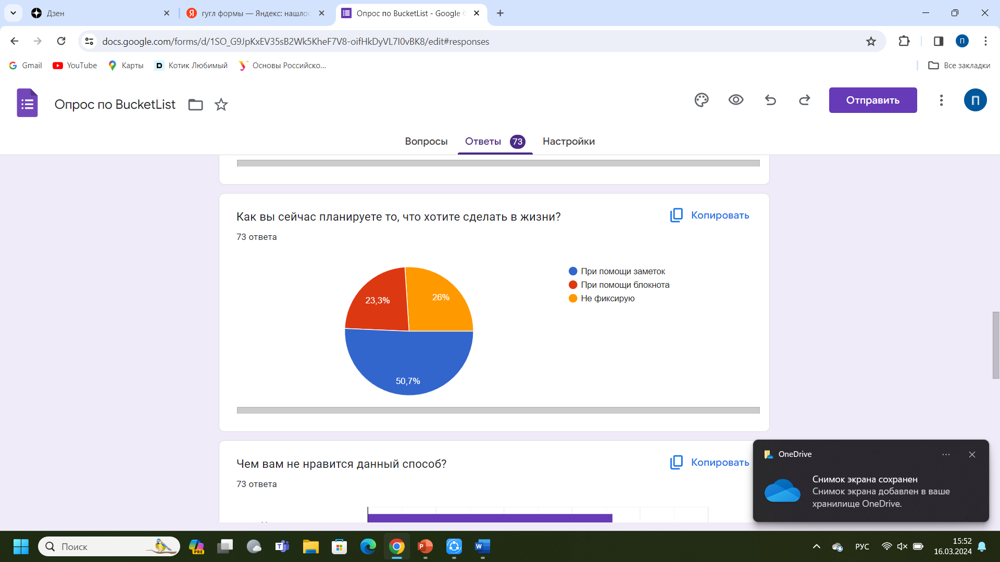 Дзен
гугл формы — Яндекс: нашлос
Опрос по BucketList - Google
docs.google.com/forms/d/1SO_G9JpKxEV35sB2Wk5KheF7V8-oifHkDyVL7I0vBK8/edit#responses
П
Gmail
YouTube
Карты
Котик Любимый
Основы Российско...
Все закладки
Опрос по BucketList
Отправить
П
Вопросы
Ответы 73
Настройки
Как вы сейчас планируете то, что хотите сделать в жизни?
Копировать
73 ответа
При помощи заметок
При помощи блокнота
Не фиксирую
23,3%
26%
50,7%
Чем вам не нравится данный способ?
Копировать
73 ответа
OneDrive
Снимок экрана сохранен
Снимок экрана добавлен в ваше
хранилище OneDrive.
Поиск
PRE
РУС
15:52
16.03.2024